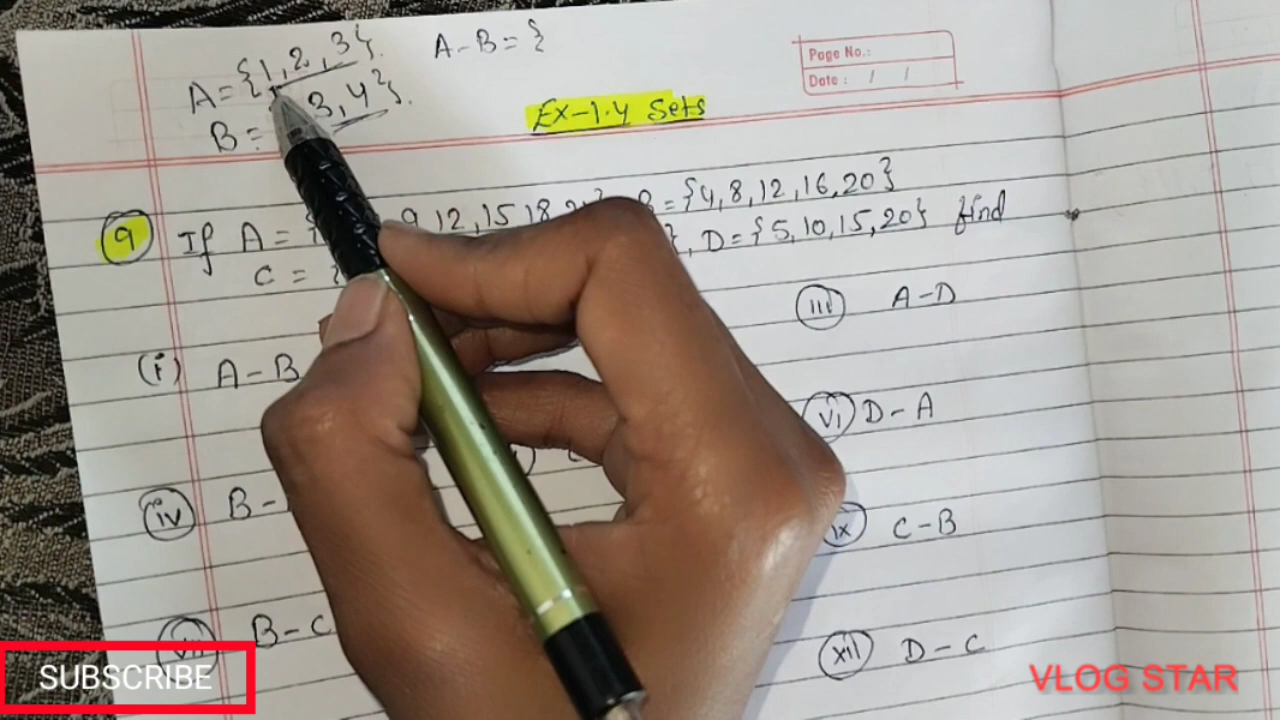 A = {1, 2, 3}.
A - B = {
B = 3, 4}.
Page No.:
Date : / /
Ex-1.4 Sets
9 If A = { 9, 12, 15, 18, = {4, 8, 12, 16, 20}
C = { }, D = {5, 10, 15, 20} find
(i) A - B
iii A - D
iv B -
vi D - A
vii B - C
ix C - B
xii D - C
SUBSCRIBE
VLOG STAR